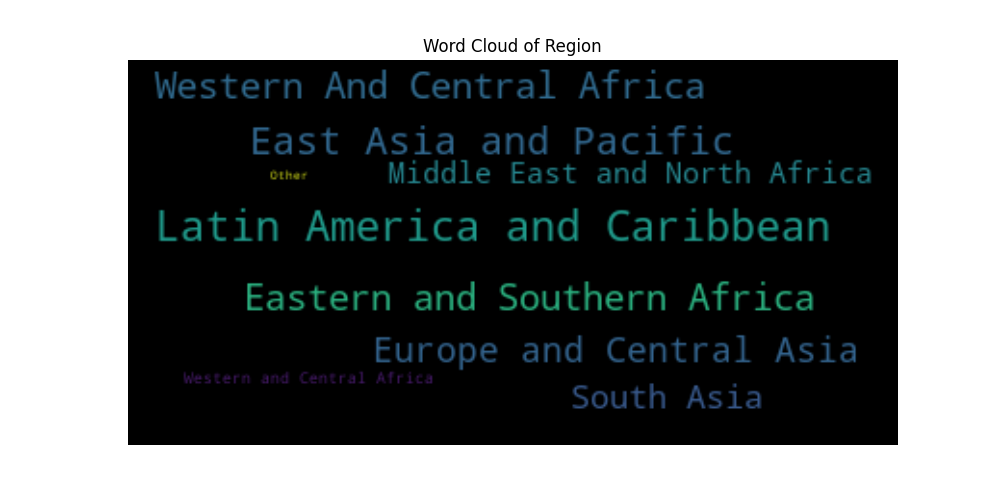 Word Cloud of Region
Western And Central Africa
East Asia and Pacific
Other
Middle East and North Africa
Latin America and Caribbean
Eastern and Southern Africa
Europe and Central Asia
Western and Central Africa
South Asia